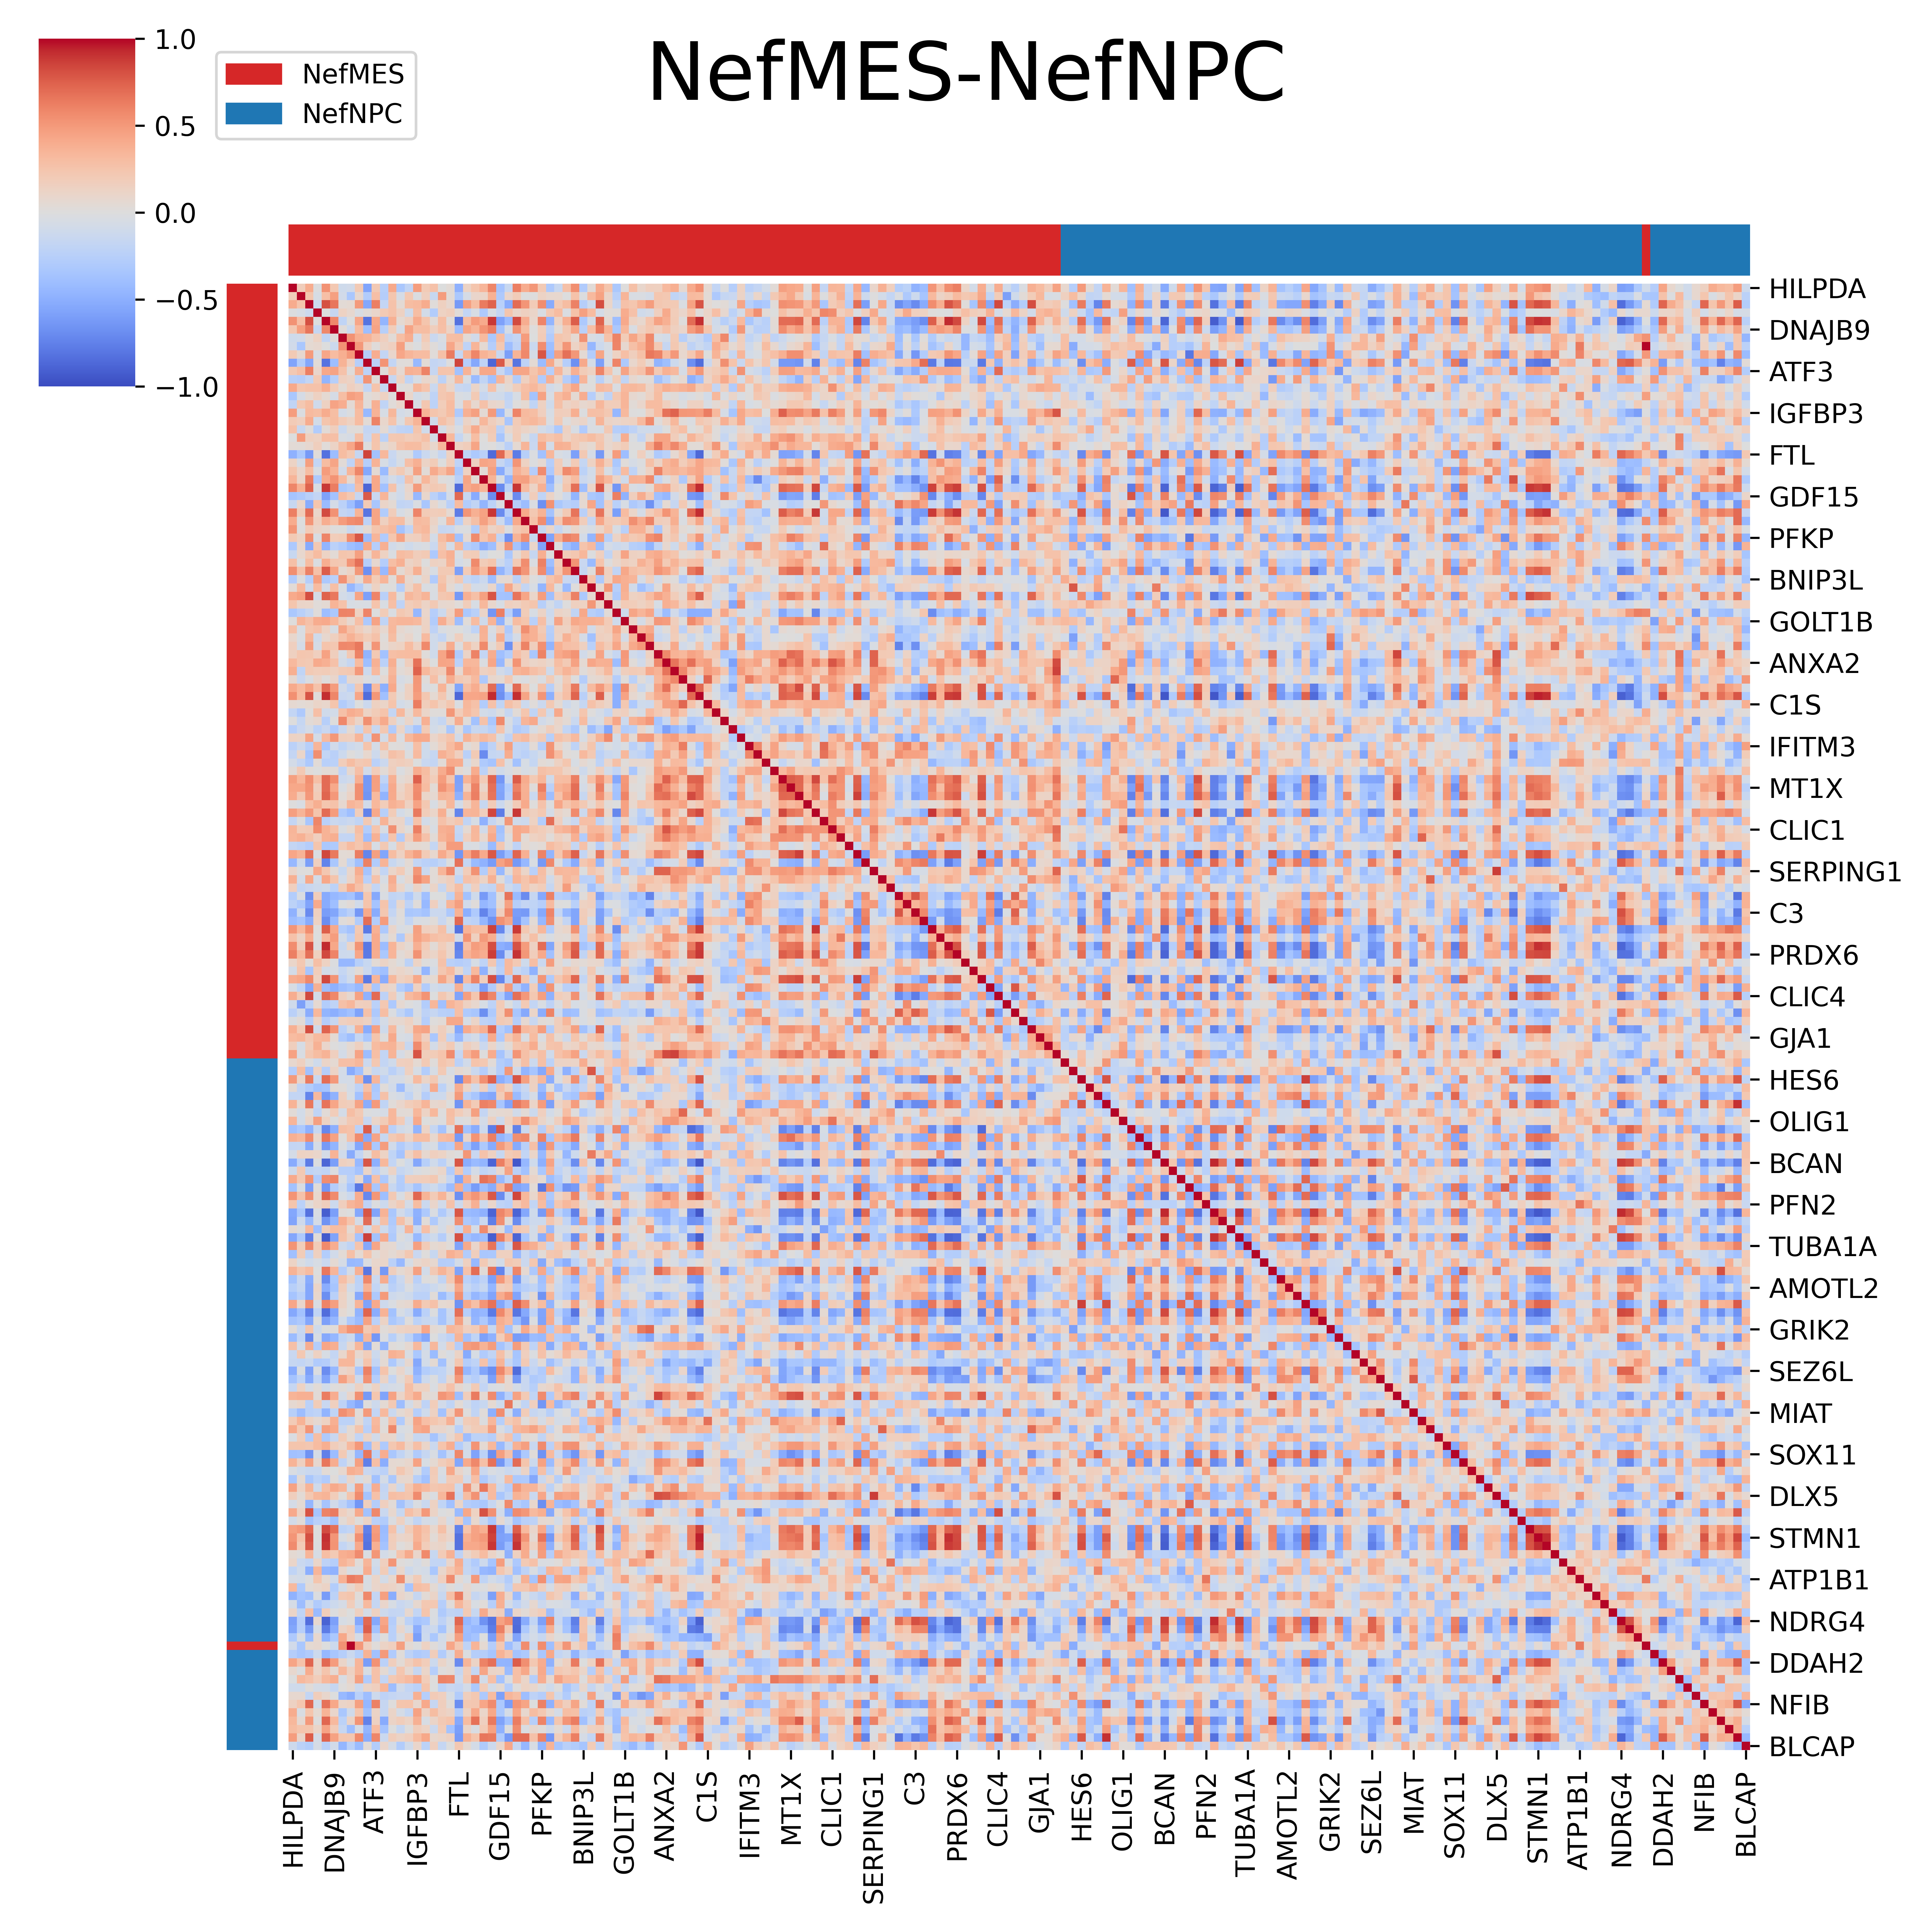 NefMES-NefNPC
1.0
0.5
0.0
−0.5
−1.0
NefMES
NefNPC
HILPDA
DNAJB9
ATF3
IGFBP3
FTL
GDF15
PFKP
BNIP3L
GOLT1B
ANXA2
C1S
IFITM3
MT1X
CLIC1
SERPING1
C3
PRDX6
CLIC4
GJA1
HES6
OLIG1
BCAN
PFN2
TUBA1A
AMOTL2
GRIK2
SEZ6L
MIAT
SOX11
DLX5
STMN1
ATP1B1
NDRG4
DDAH2
NFIB
BLCAP
HILPDA
DNAJB9
ATF3
IGFBP3
FTL
GDF15
PFKP
BNIP3L
GOLT1B
ANXA2
C1S
IFITM3
MT1X
CLIC1
SERPING1
C3
PRDX6
CLIC4
GJA1
HES6
OLIG1
BCAN
PFN2
TUBA1A
AMOTL2
GRIK2
SEZ6L
MIAT
SOX11
DLX5
STMN1
ATP1B1
NDRG4
DDAH2
NFIB
BLCAP